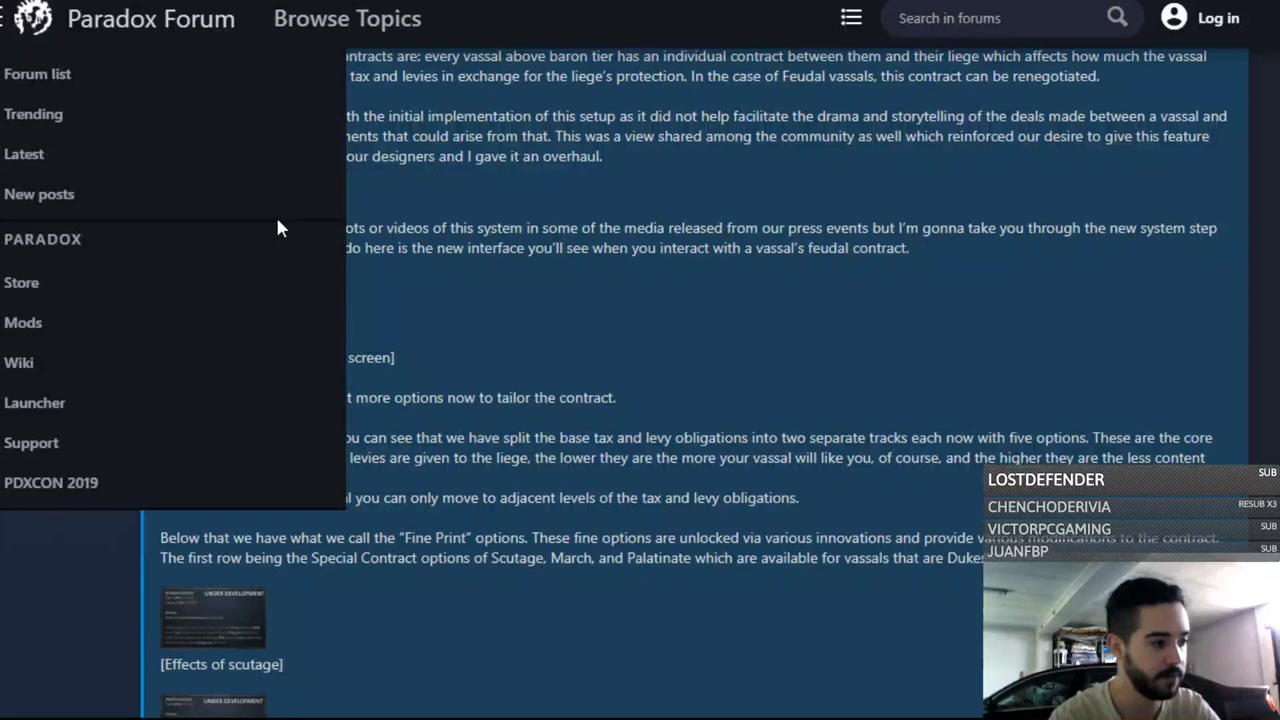 Paradox Forum
Browse Topics
Search in forums
Log in
Forum list
Trending
Latest
New posts
PARADOX
Store
Mods
Wiki
Launcher
Support
PDXCON 2019
ontracts are: every vassal above baron tier has an individual contract between them and their liege which affects how much the vassal
tax and levies in exchange for the liege's protection. In the case of Feudal vassals, this contract can be renegotiated.
th the initial implementation of this setup as it did not help facilitate the drama and storytelling of the deals made between a vassal and
ments that could arise from that. This was a view shared among the community as well which reinforced our desire to give this feature
our designers and I gave it an overhaul.
ots or videos of this system in some of the media released from our press events but I'm gonna take you through the new system step
do here is the new interface you'll see when you interact with a vassal's feudal contract.
screen]
t more options now to tailor the contract.
ou can see that we have split the base tax and levy obligations into two separate tracks each now with five options. These are the core
levies are given to the liege, the lower they are the more your vassal will like you, of course, and the higher they are the less content
l you can only move to adjacent levels of the tax and levy obligations.
Below that we have what we call the "Fine Print" options. These fine options are unlocked via various innovations and provide various modifications to the contract.
The first row being the Special Contract options of Scutage, March, and Palatinate which are available for vassals that are Dukes
UNDER DEVELOPMENT
[Effects of scutage]
UNDER DEVELOPMENT
LOSTDEFENDER SUB
CHENCHODERIVIA RESUB X3
VICTORPCGAMING SUB
JUANFBP SUB